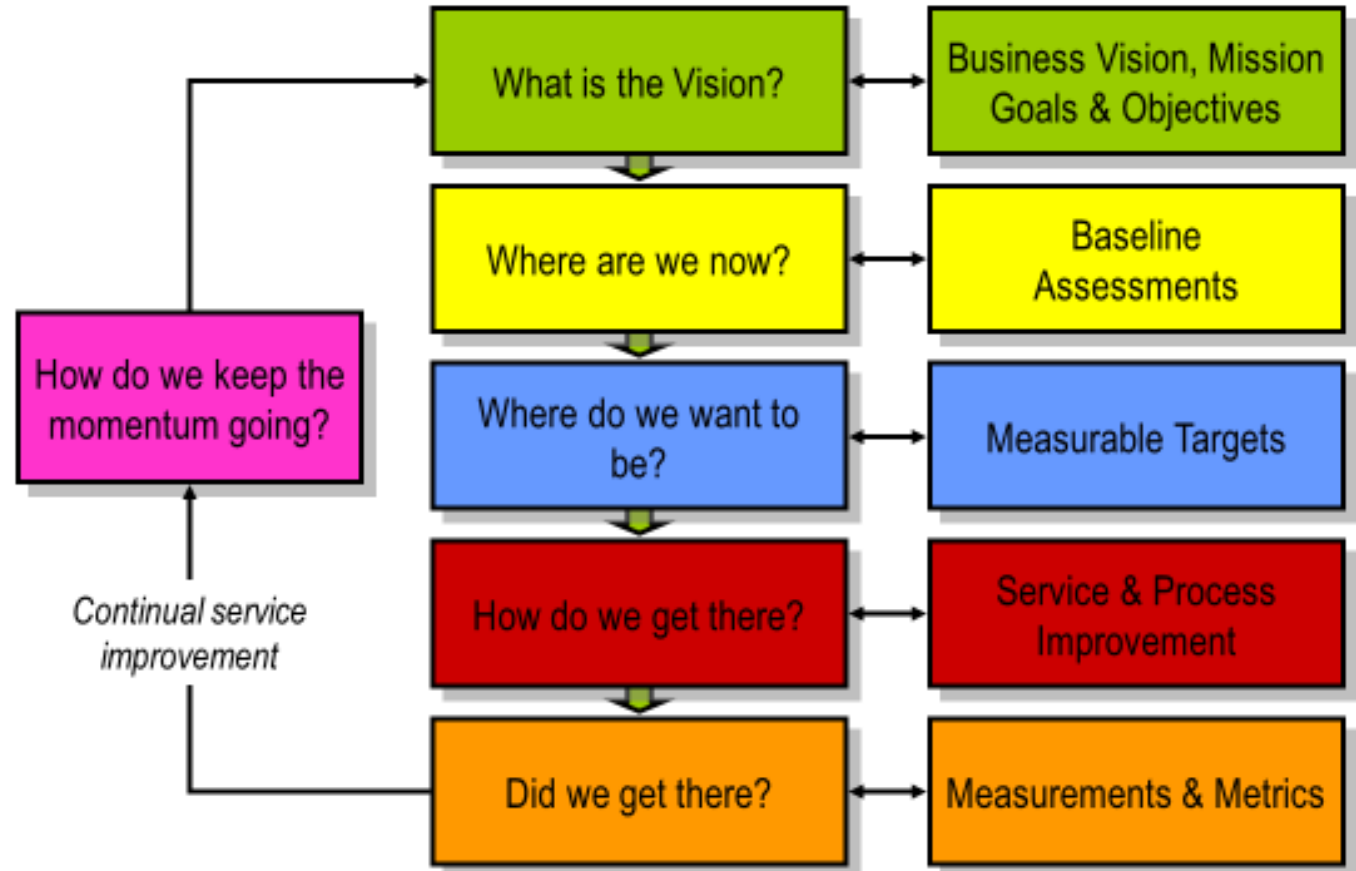 What is the Vision?
Business Vision, Mission
Goals & Objectives
Where are we now?
Baseline
Assessments
How do we keep the
momentum going?
Where do we want to
be?
Measurable Targets
How do we get there?
Service & Process
Improvement
Continual service
improvement
Did we get there?
Measurements & Metrics